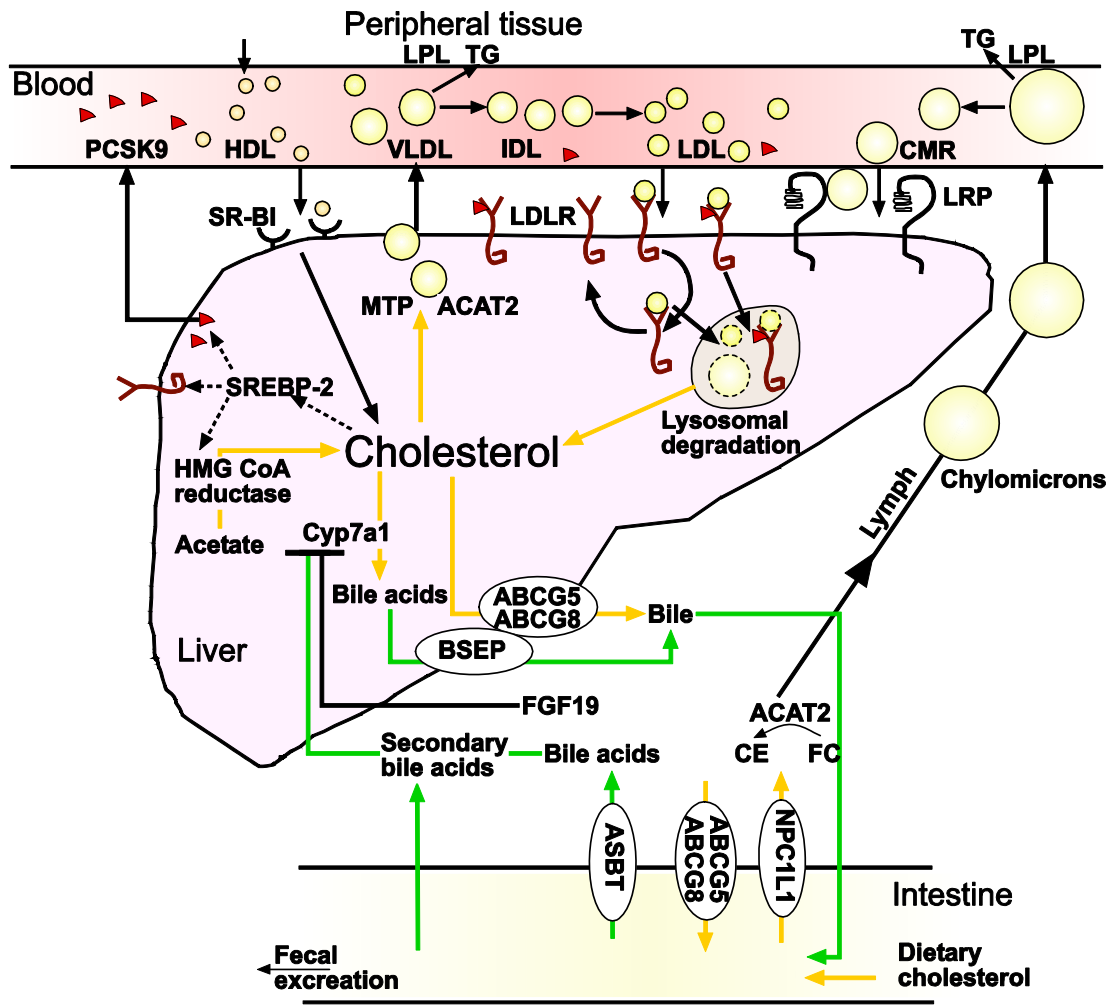 Peripheral tissue
LPL TG
TG
LPL
Blood
PCSK9
HDL
VLDL
IDL
LDL
CMR
SR-BI
LDLR
LRP
MTP
ACAT2
SREBP-2
Cholesterol
Lysosomal
degradation
HMG CoA
reductase
Acetate
Chylomicrons
Lymph
Cyp7a1
Bile acids
ABCG5
ABCG8
Bile
BSEP
Liver
FGF19
ACAT2
CE
FC
Secondary
bile acids
Bile acids
ASBT
ABCG5
ABCG8
NPC1L1
Intestine
Fecal
excreation
Dietary
cholesterol